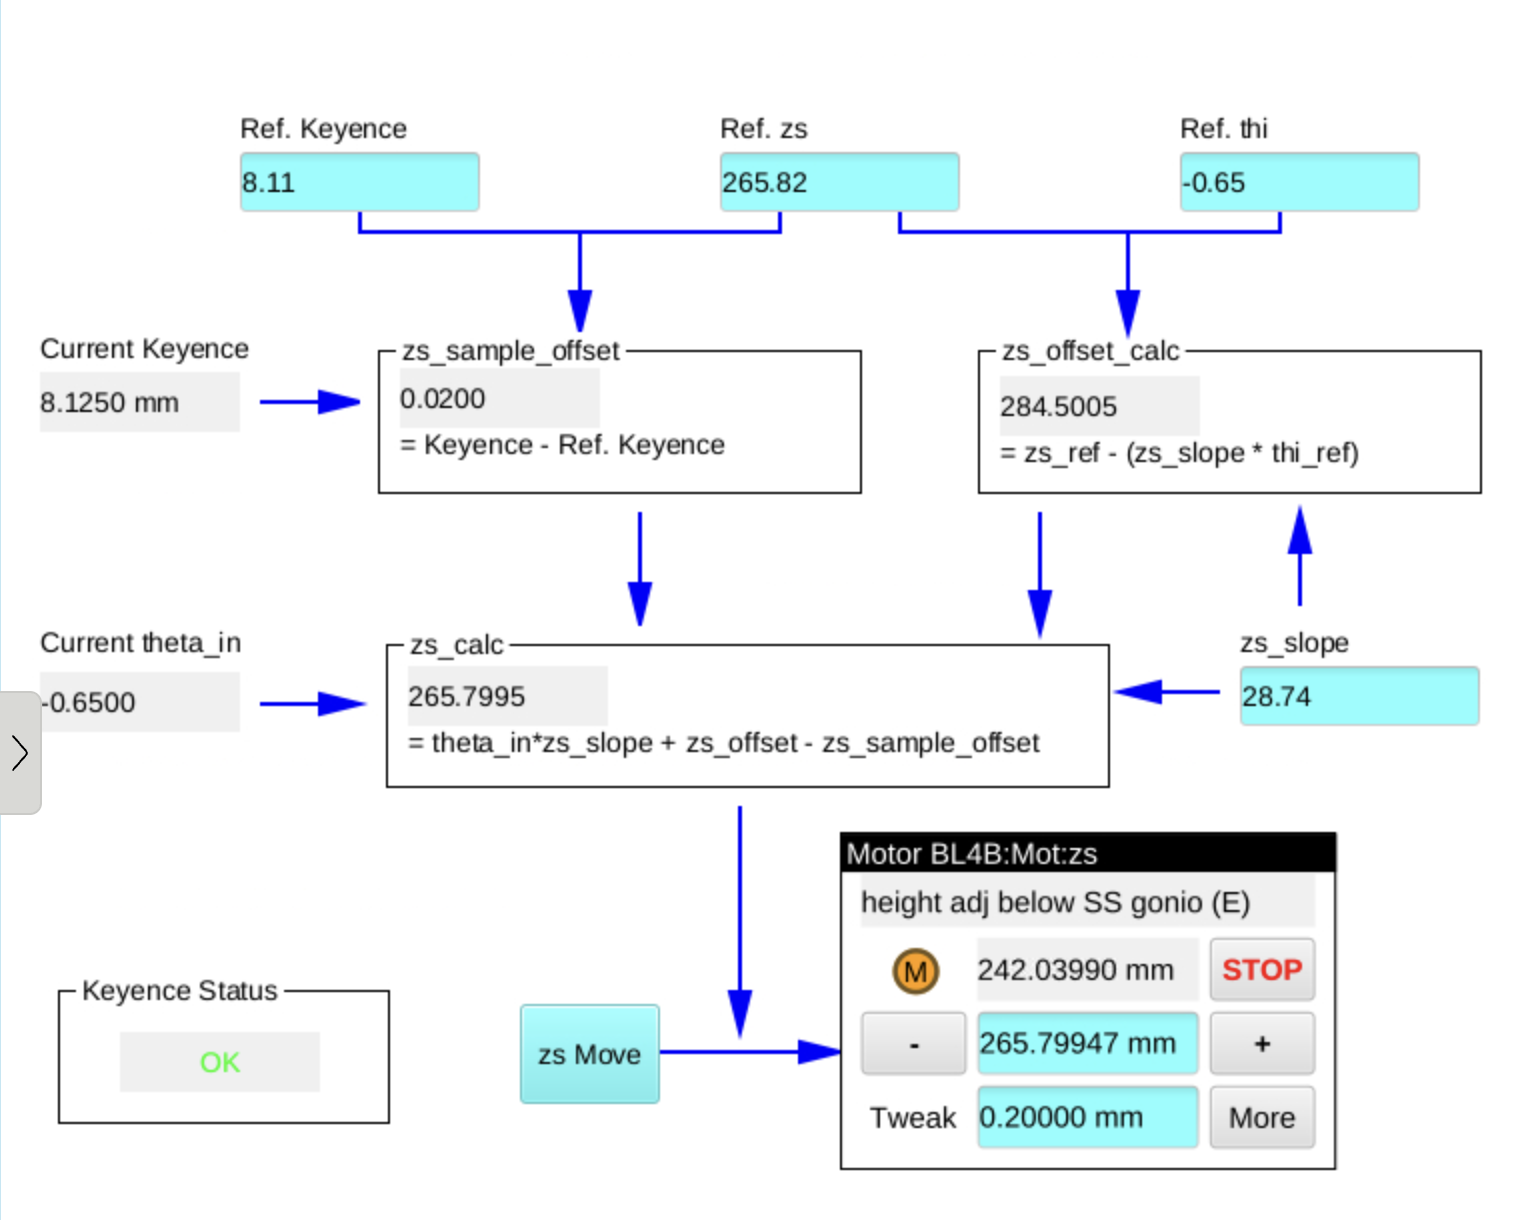 Ref. Keyence
Ref. zs
Ref. thi
8.11
265.82
-0.65
Current Keyence
8.1250 mm
zs_sample_offset
0.0200
= Keyence - Ref. Keyence
zs_offset_calc
284.5005
= zs_ref - (zs_slope * thi_ref)
Current theta_in
-0.6500
zs_calc
265.7995
= theta_in*zs_slope + zs_offset - zs_sample_offset
zs_slope
28.74
Motor BL4B:Mot:zs
height adj below SS gonio (E)
M
242.03990 mm
STOP
-
265.79947 mm
+
Tweak
0.20000 mm
More
Keyence Status
OK
zs Move